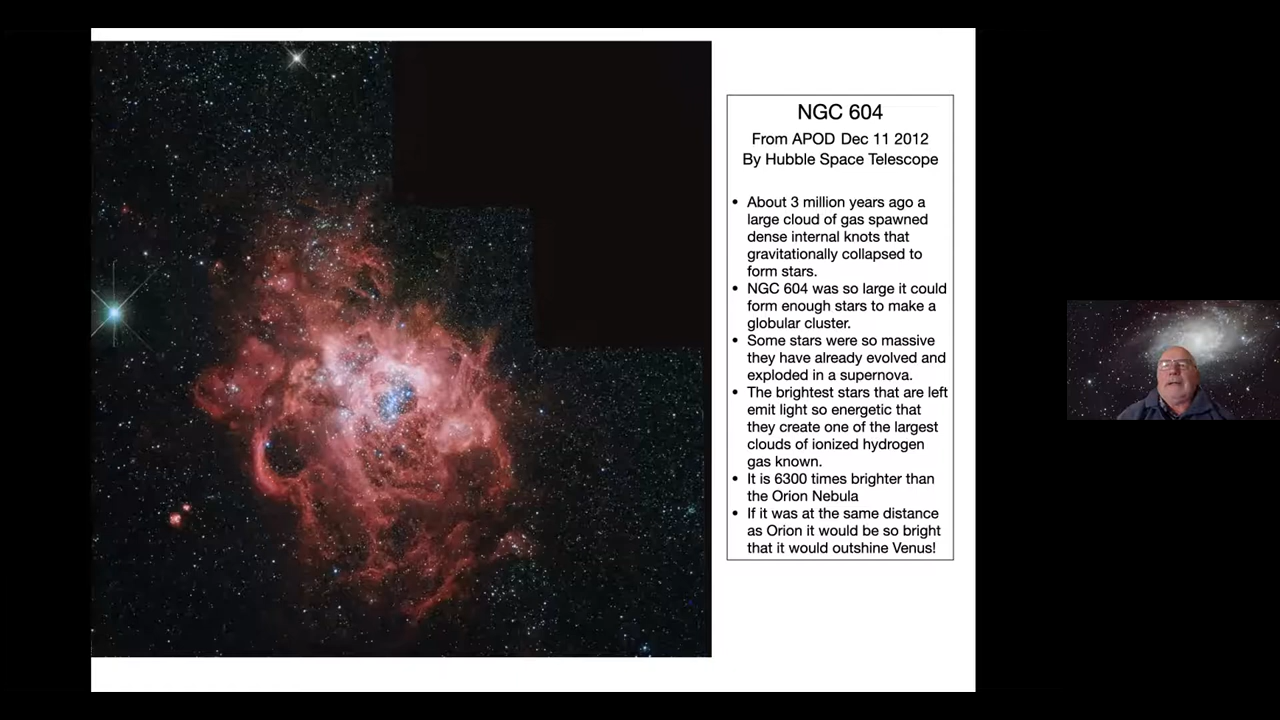 NGC 604
From APOD Dec 11 2012
By Hubble Space Telescope
• About 3 million years ago a
large cloud of gas spawned
dense internal knots that
gravitationally collapsed to
form stars.
• NGC 604 was so large it could
form enough stars to make a
globular cluster.
• Some stars were so massive
they have already evolved and
exploded in a supernova.
• The brightest stars that are left
emit light so energetic that
they create one of the largest
clouds of ionized hydrogen
gas known.
• It is 6300 times brighter than
the Orion Nebula
• If it was at the same distance
as Orion it would be so bright
that it would outshine Venus!